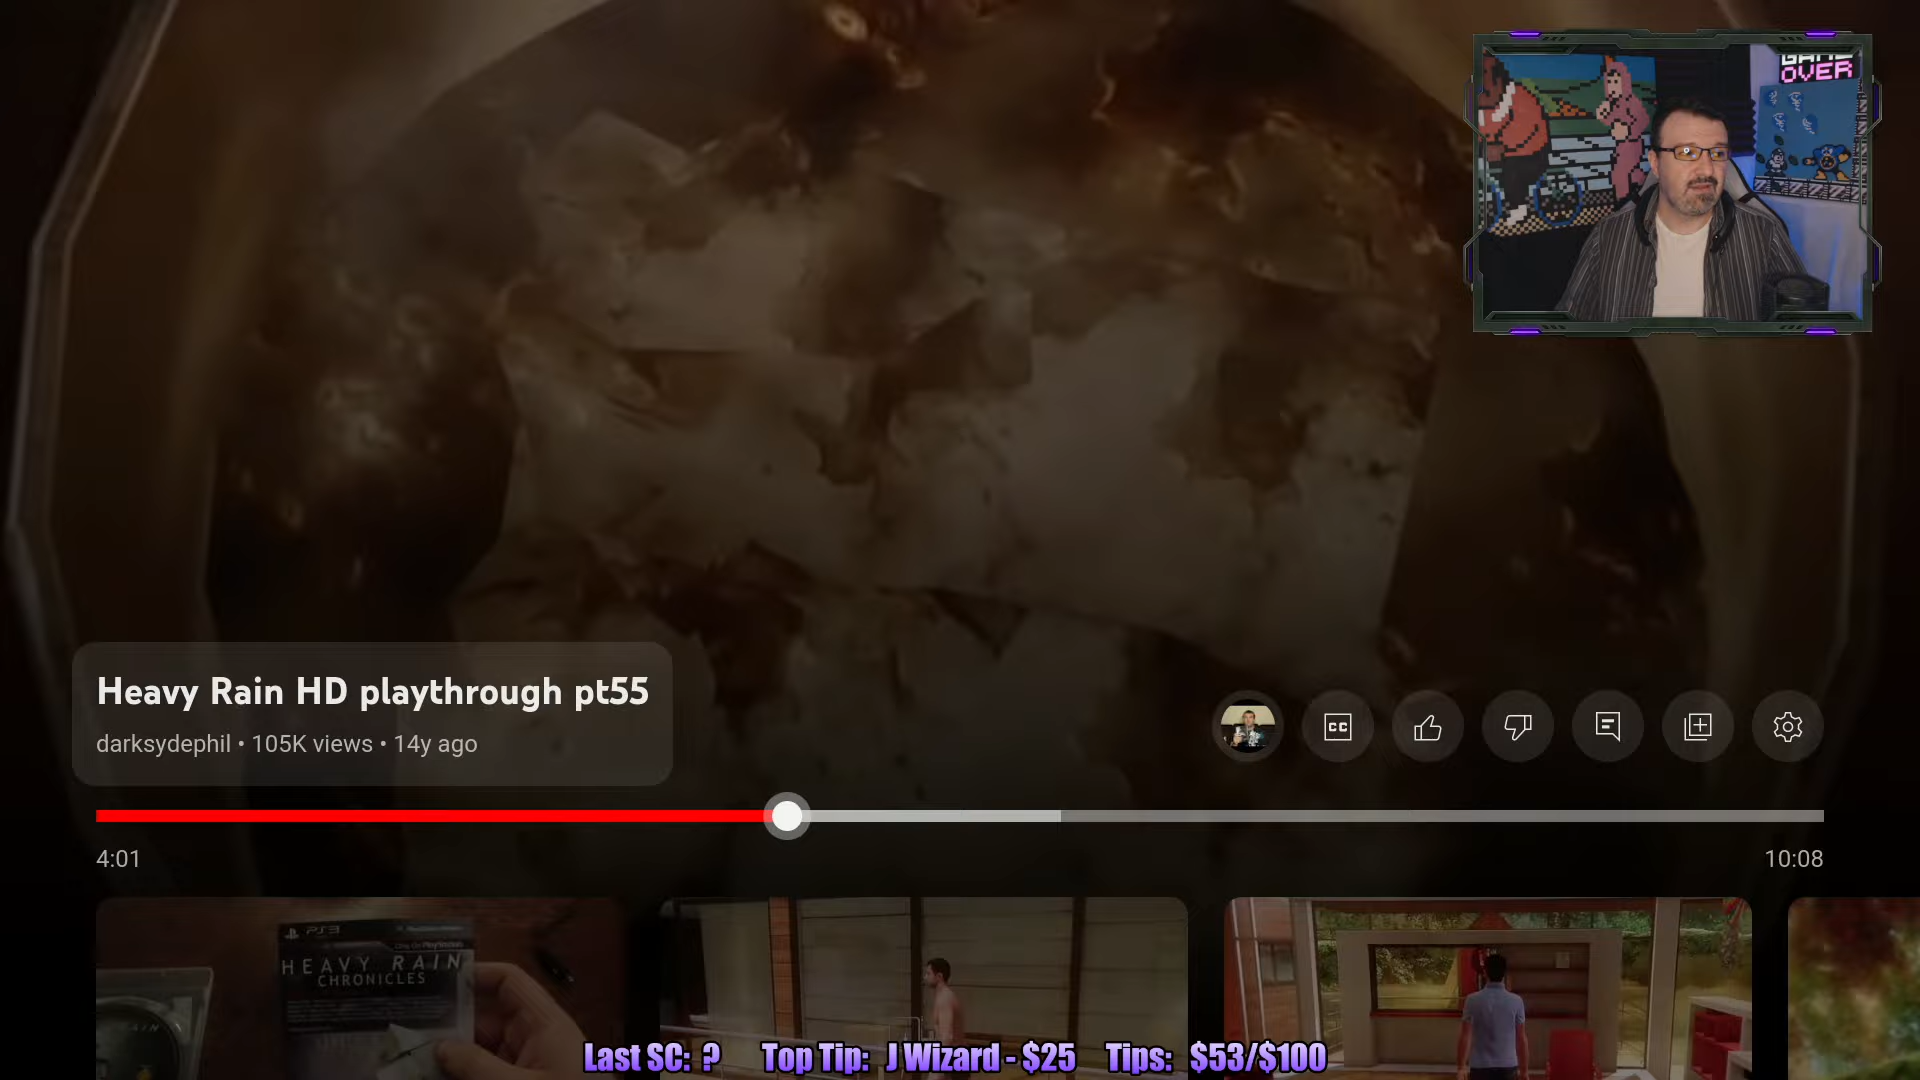 GAME
OVER
Heavy Rain HD playthrough pt55
darksydephil • 105K views • 14y ago
CC
4:01
10:08
PS3
HEAVY RAIN
CHRONICLES
Last SC: ? Top Tip: J Wizard - $25 Tips: $53/$100